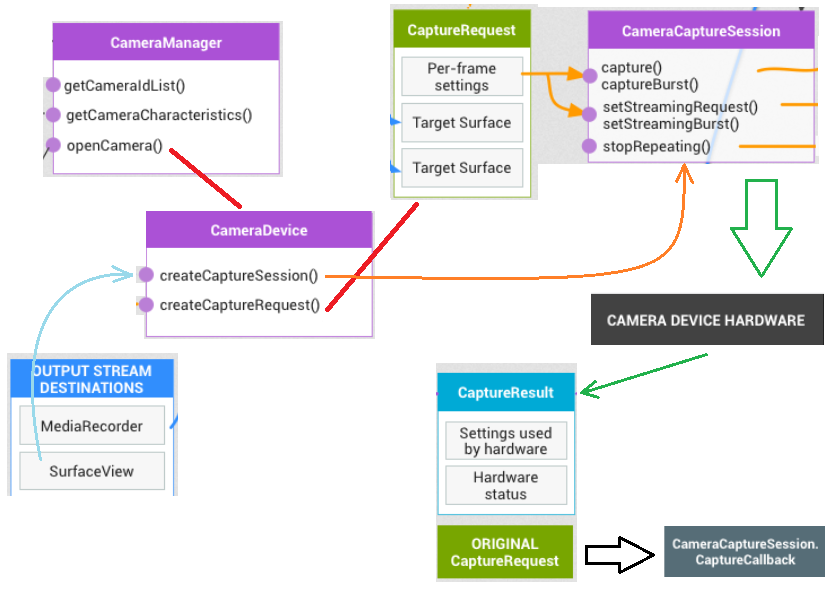 CameraManager
getCameraIdList()
getCameraCharacteristics()
openCamera()
CaptureRequest
Per-frame
settings
Target Surface
Target Surface
CameraCaptureSession
capture()
captureBurst()
setStreamingRequest()
setStreamingBurst()
stopRepeating()
CameraDevice
createCaptureSession()
createCaptureRequest()
CAMERA DEVICE HARDWARE
OUTPUT STREAM
DESTINATIONS
MediaRecorder
SurfaceView
CaptureResult
Settings used
by hardware
Hardware
status
ORIGINAL
CaptureRequest
CameraCaptureSession.
CaptureCallback